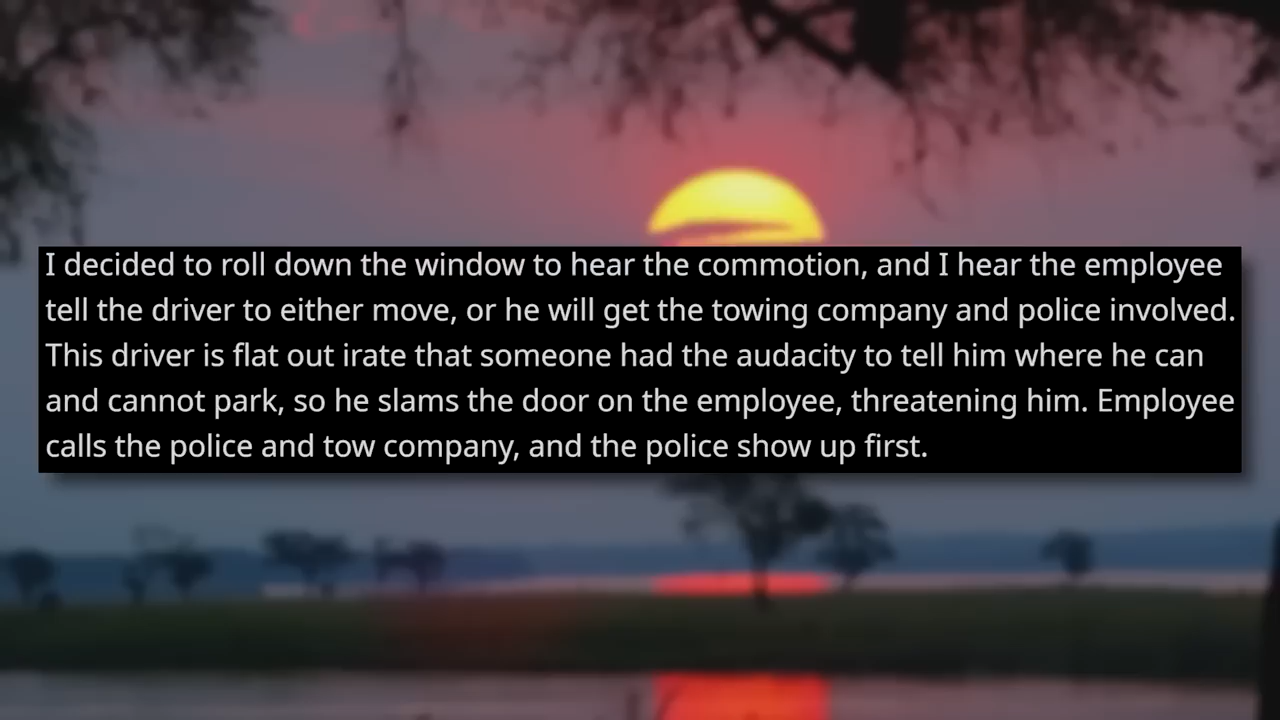 I decided to roll down the window to hear the commotion, and I hear the employee
tell the driver to either move, or he will get the towing company and police involved.
This driver is flat out irate that someone had the audacity to tell him where he can
and cannot park, so he slams the door on the employee, threatening him. Employee
calls the police and tow company, and the police show up first.